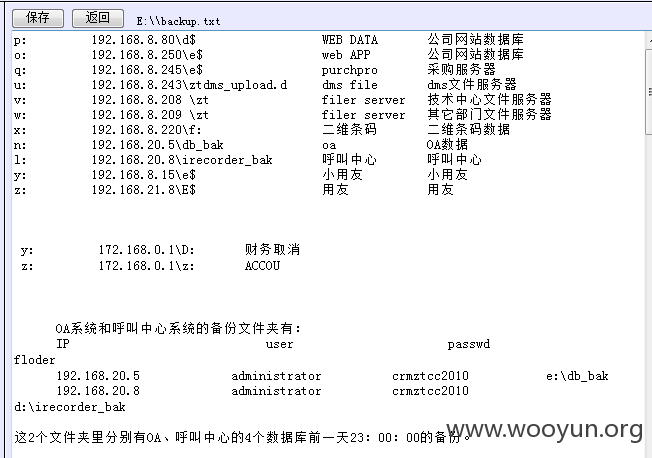 保存 返回 E:\\backup.txt
p: 192.168.8.80\d$ WEB DATA 公司网站数据库
o: 192.168.8.250\e$ web APP 公司网站数据库
q: 192.168.8.245\e$ purchpro 采购服务器
u: 192.168.8.243\ztdms_upload.d dms file dms文件服务器
v: 192.168.8.208 \zt filer server 技术中心文件服务器
w: 192.168.8.209 \zt filer server 其它部门文件服务器
x: 192.168.8.220\f: 二维条码 二维条码数据
n: 192.168.20.5\db_bak oa OA数据
l: 192.168.20.8\irecorder_bak 呼叫中心 呼叫中心
y: 192.168.8.15\e$ 小用友 小用友
z: 192.168.21.8\E$ 用友 用友
y: 172.168.0.1\D: 财务取消
z: 172.168.0.1\z: ACCOU
OA系统和呼叫中心系统的备份文件夹有:
IP user passwd
floder
192.168.20.5 administrator crmztcc2010 e:\db_bak
192.168.20.8 administrator crmztcc2010
d:\irecorder_bak
这2个文件夹里分别有OA、呼叫中心的4个数据库前一天23:00:00的备份。
www.wooyun.org